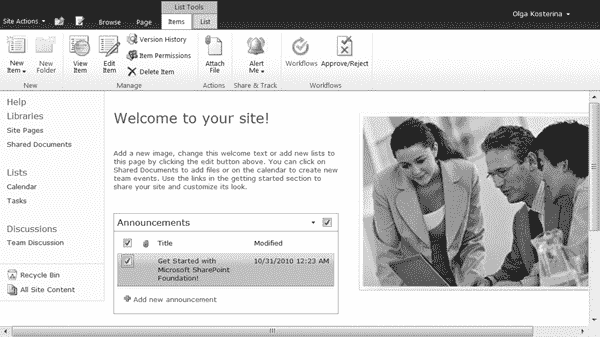 List Tools
Site Actions Browse Page Items List Olga Kosterina
New Item New Folder View Item Edit Item Version History Item Permissions Delete Item Attach File Alert Me Workflows Approve/Reject
New Manage Actions Share & Track Workflows
Help
Libraries
Site Pages
Shared Documents
Lists
Calendar
Tasks
Discussions
Team Discussion
Recycle Bin
All Site Content
Welcome to your site!
Add a new image, change this welcome text or add new lists to
this page by clicking the edit button above. You can click on
Shared Documents to add files or on the calendar to create new
team events. Use the links in the getting started section to
share your site and customize its look.
Announcements
Title Modified
Get Started with 10/31/2010 12:23 AM
Microsoft SharePoint
Foundation!
Add new announcement